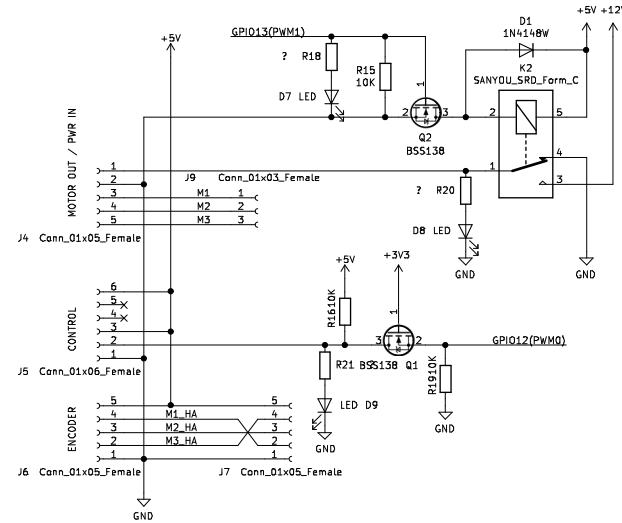 +5V +12V
D1
1N4148W
GPIO13(PWM1)
+5V
? R18
R15
10K
K2
SANYOU_SRD_Form_C
D7 LED
1
2
3
2
5
Q2
BSS138
MOTOR OUT / PWR IN
1
2
3
4
5
J9 Conn_01x03_Female
M1 1
M2 2
M3 3
1
4
3
? R20
J4 Conn_01x05_Female
D8 LED
GND
GND
+5V
+3V3
CONTROL
6
5
4
3
2
1
R1610K
1
3
2
GPIO12(PWM0)
J5 Conn_01x06_Female
R21 ?
BSS138 Q1
R1910K
LED D9
GND
GND
ENCODER
5
4
3
2
1
M1_HA
M2_HA
M3_HA
5
4
3
2
1
J6 Conn_01x05_Female
J7 Conn_01x05_Female
GND